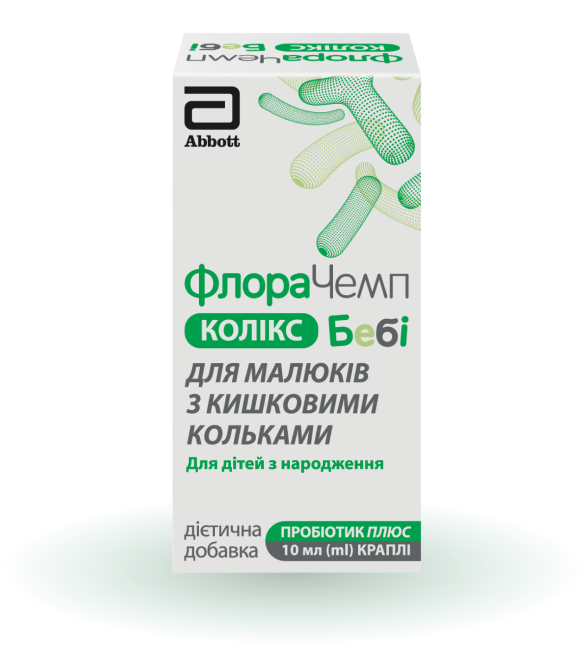 ФлораЧемп
КОЛІКС Бебі
Abbott
ФлораЧемп
КОЛІКС Бебі
ДЛЯ МАЛЮКІВ
З КИШКОВИМИ
КОЛЬКАМИ
Для дітей з народження
дієтична
добавка
ПРОБІОТИК ПЛЮС
10 мл (ml) КРАПЛІ